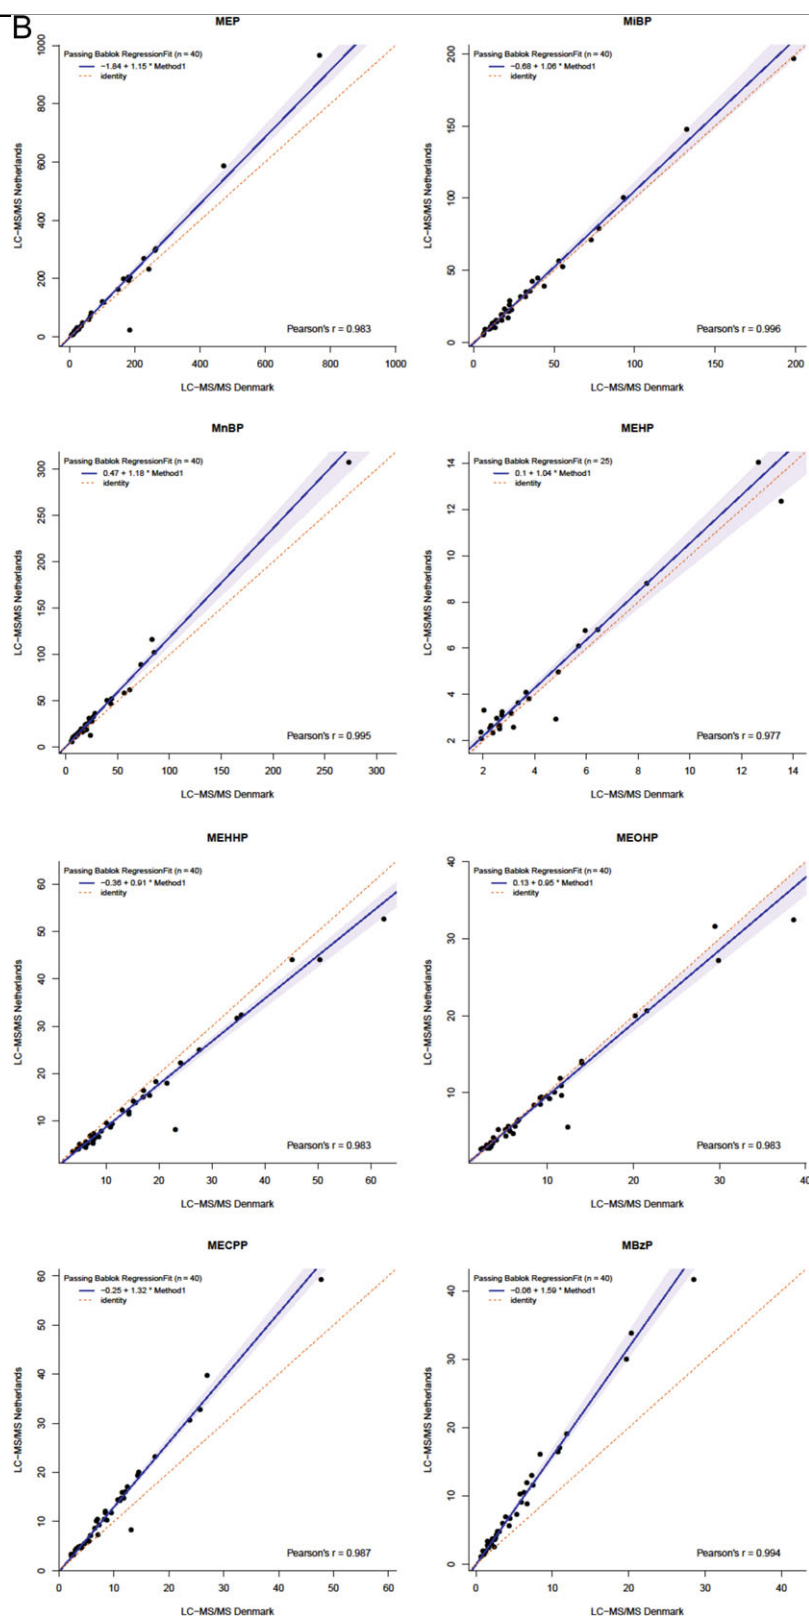 B
MEP
Passing Bablok RegressionFit (n = 40)
−1.84 + 1.15 * Method1
identity
LC−MS/MS Netherlands
1000
800
600
400
200
0
Pearson's r = 0.983
0 200 400 600 800 1000
LC−MS/MS Denmark
MiBP
Passing Bablok RegressionFit (n = 40)
−0.68 + 1.06 * Method1
identity
LC−MS/MS Netherlands
200
150
100
50
0
Pearson's r = 0.996
0 50 100 150 200
LC−MS/MS Denmark
MnBP
Passing Bablok RegressionFit (n = 40)
0.47 + 1.18 * Method1
identity
LC−MS/MS Netherlands
300
250
200
150
100
50
0
Pearson's r = 0.995
0 50 100 150 200 250 300
LC−MS/MS Denmark
MEHP
Passing Bablok RegressionFit (n = 25)
0.1 + 1.04 * Method1
identity
LC−MS/MS Netherlands
14
12
10
8
6
4
2
Pearson's r = 0.977
2 4 6 8 10 12 14
LC−MS/MS Denmark
MEHHP
Passing Bablok RegressionFit (n = 40)
−0.36 + 0.91 * Method1
identity
LC−MS/MS Netherlands
60
50
40
30
20
10
Pearson's r = 0.983
10 20 30 40 50 60
LC−MS/MS Denmark
MEOHP
Passing Bablok RegressionFit (n = 40)
0.13 + 0.95 * Method1
identity
LC−MS/MS Netherlands
40
30
20
10
Pearson's r = 0.983
10 20 30 40
LC−MS/MS Denmark
MECPP
Passing Bablok RegressionFit (n = 40)
−0.25 + 1.32 * Method1
identity
LC−MS/MS Netherlands
60
50
40
30
20
10
0
Pearson's r = 0.987
0 10 20 30 40 50 60
LC−MS/MS Denmark
MBzP
Passing Bablok RegressionFit (n = 40)
−0.06 + 1.59 * Method1
identity
LC−MS/MS Netherlands
40
30
20
10
0
Pearson's r = 0.994
0 10 20 30 40
LC−MS/MS Denmark